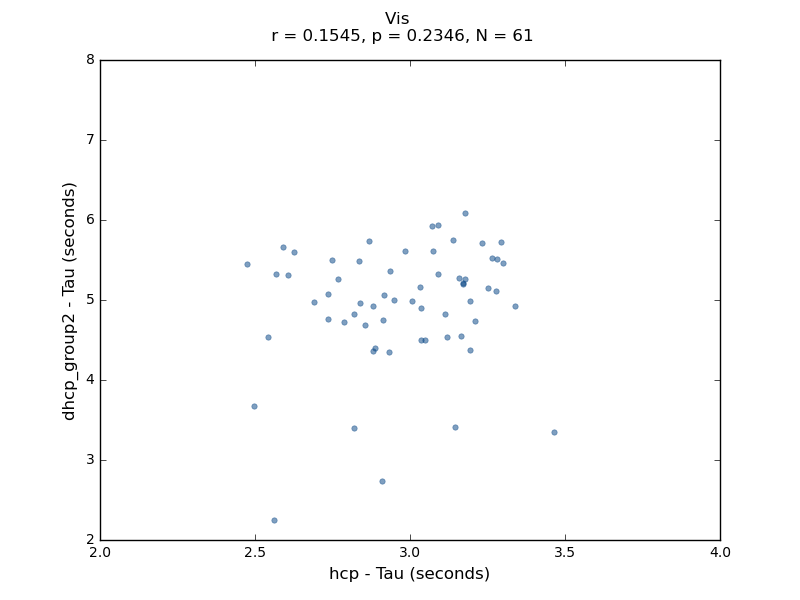 Vis
r = 0.1545, p = 0.2346, N = 61
8
7
6
5
4
3
2
dhcp_group2 - Tau (seconds)
2.0 2.5 3.0 3.5 4.0
hcp - Tau (seconds)